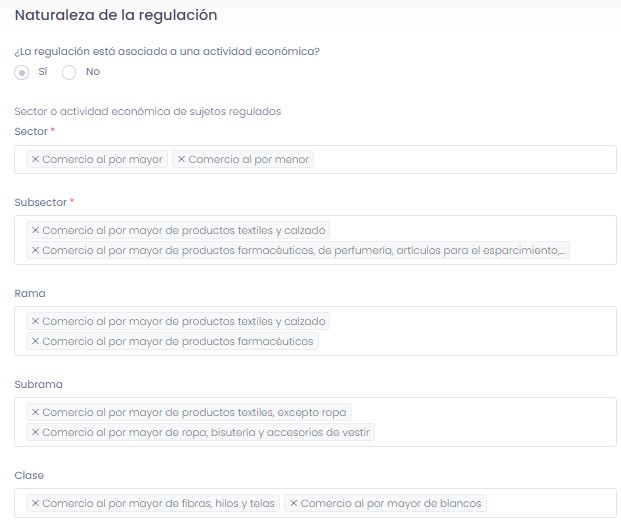 Naturaleza de la regulación
¿La regulación está asociada a una actividad económica?
Sí No
Sector o actividad económica de sujetos regulados
Sector *
× Comercio al por mayor × Comercio al por menor
Subsector *
× Comercio al por mayor de productos textiles y calzado
× Comercio al por mayor de productos farmacéuticos, de perfumería, artículos para el esparcimiento,...
Rama
× Comercio al por mayor de productos textiles y calzado
× Comercio al por mayor de productos farmacéuticos
Subrama
× Comercio al por mayor de productos textiles, excepto ropa
× Comercio al por mayor de ropa, bisutería y accesorios de vestir
Clase
× Comercio al por mayor de fibras, hilos y telas × Comercio al por mayor de blancos